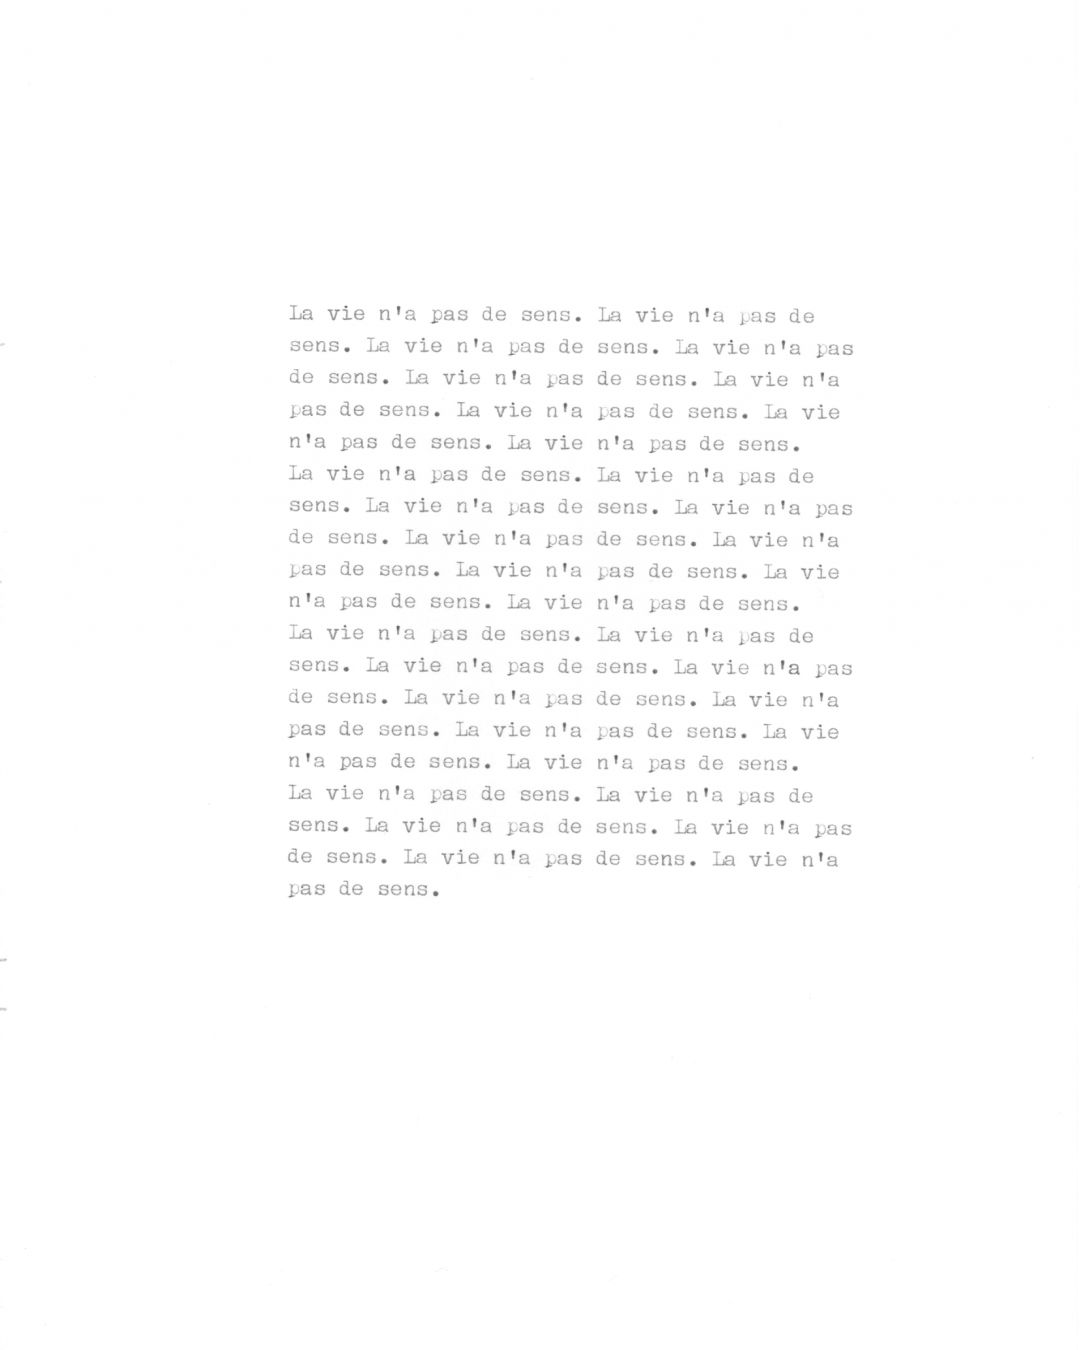 La vie n'a pas de sens. La vie n'a pas de
sens. La vie n'a pas de sens. La vie n'a pas
de sens. La vie n'a pas de sens. La vie n'a
pas de sens. La vie n'a pas de sens. La vie
n'a pas de sens. La vie n'a pas de sens.
La vie n'a pas de sens. La vie n'a pas de
sens. La vie n'a pas de sens. La vie n'a pas
de sens. La vie n'a pas de sens. La vie n'a
pas de sens. La vie n'a pas de sens. La vie
n'a pas de sens. La vie n'a pas de sens.
La vie n'a pas de sens. La vie n'a pas de
sens. La vie n'a pas de sens. La vie n'a pas
de sens. La vie n'a pas de sens. La vie n'a
pas de sens. La vie n'a pas de sens. La vie
n'a pas de sens. La vie n'a pas de sens.
La vie n'a pas de sens. La vie n'a pas de
sens. La vie n'a pas de sens. La vie n'a pas
de sens. La vie n'a pas de sens. La vie n'a
pas de sens.